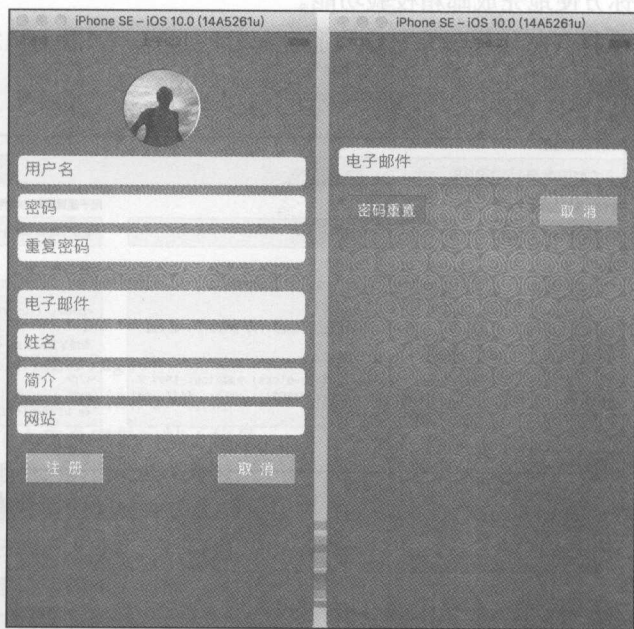 iPhone SE – iOS 10.0 (14A5261u)
用户名
密码
重复密码
电子邮件
姓名
简介
网站
注 册
取 消
iPhone SE – iOS 10.0 (14A5261u)
电子邮件
密码重置
取 消